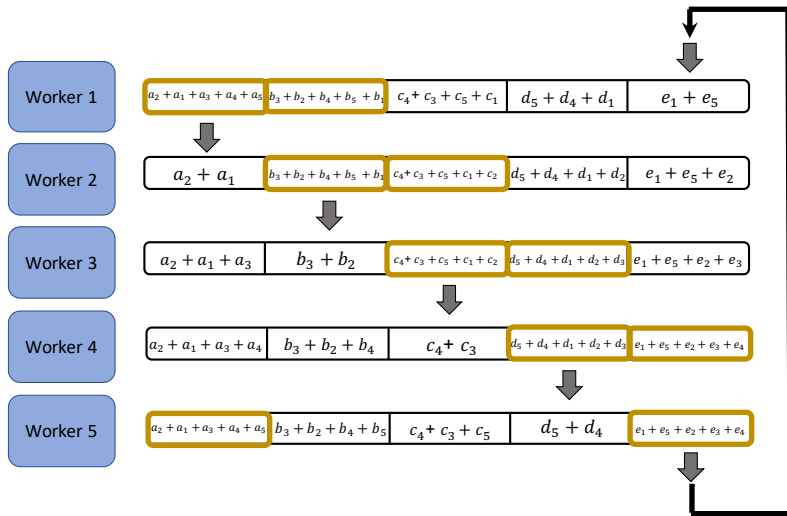 Worker 1
a₂ + a₁ + a₃ + a₄ + a₅ b₃ + b₂ + b₄ + b₅ + b₁ c₄ + c₃ + c₅ + c₁ d₅ + d₄ + d₁ e₁ + e₅
Worker 2
a₂ + a₁ b₃ + b₂ + b₄ + b₅ + b₁ c₄ + c₃ + c₅ + c₁ + c₂ d₅ + d₄ + d₁ + d₂ e₁ + e₅ + e₂
Worker 3
a₂ + a₁ + a₃ b₃ + b₂ c₄ + c₃ + c₅ + c₁ + c₂ d₅ + d₄ + d₁ + d₂ + d₃ e₁ + e₅ + e₂ + e₃
Worker 4
a₂ + a₁ + a₃ + a₄ b₃ + b₂ + b₄ c₄ + c₃ d₅ + d₄ + d₁ + d₂ + d₃ e₁ + e₅ + e₂ + e₃ + e₄
Worker 5
a₂ + a₁ + a₃ + a₄ + a₅ b₃ + b₂ + b₄ + b₅ c₄ + c₃ + c₅ d₅ + d₄ e₁ + e₅ + e₂ + e₃ + e₄